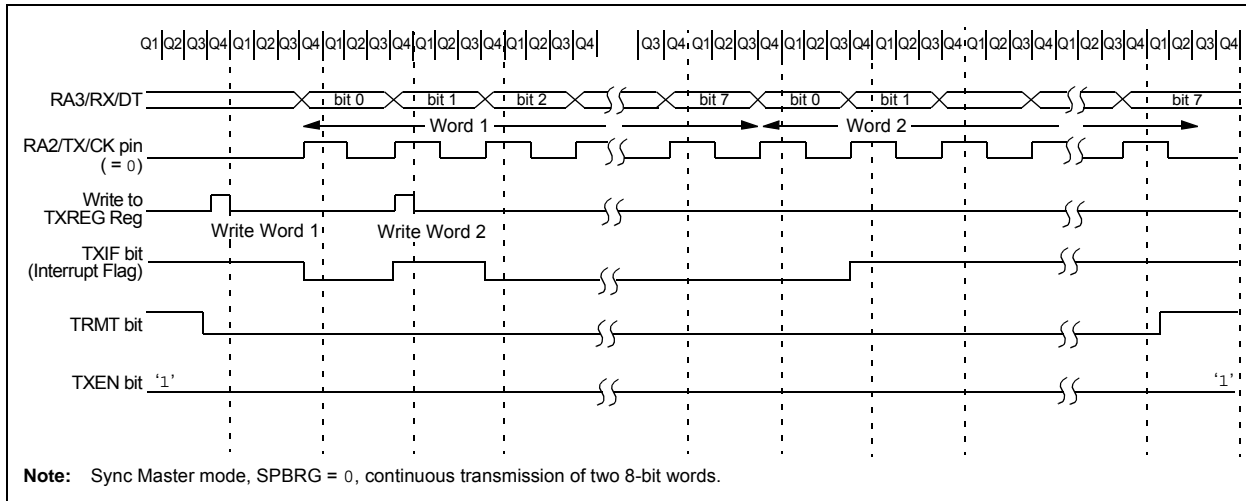 Q1 Q2 Q3 Q4 Q1 Q2 Q3 Q4 Q1 Q2 Q3 Q4 Q1 Q2 Q3 Q4 Q1 Q2 Q3 Q4 Q3 Q4 Q1 Q2 Q3 Q4 Q1 Q2 Q3 Q4 Q1 Q2 Q3 Q4 Q1 Q2 Q3 Q4 Q1 Q2 Q3 Q4 Q1 Q2 Q3 Q4
RA3/RX/DT bit 0 bit 1 bit 2 bit 7 bit 0 bit 1 bit 7
Word 1 Word 2
RA2/TX/CK pin
( = 0)
Write to
TXREG Reg
Write Word 1 Write Word 2
TXIF bit
(Interrupt Flag)
TRMT bit
TXEN bit ‘1’ ‘1’
Note: Sync Master mode, SPBRG = 0, continuous transmission of two 8-bit words.